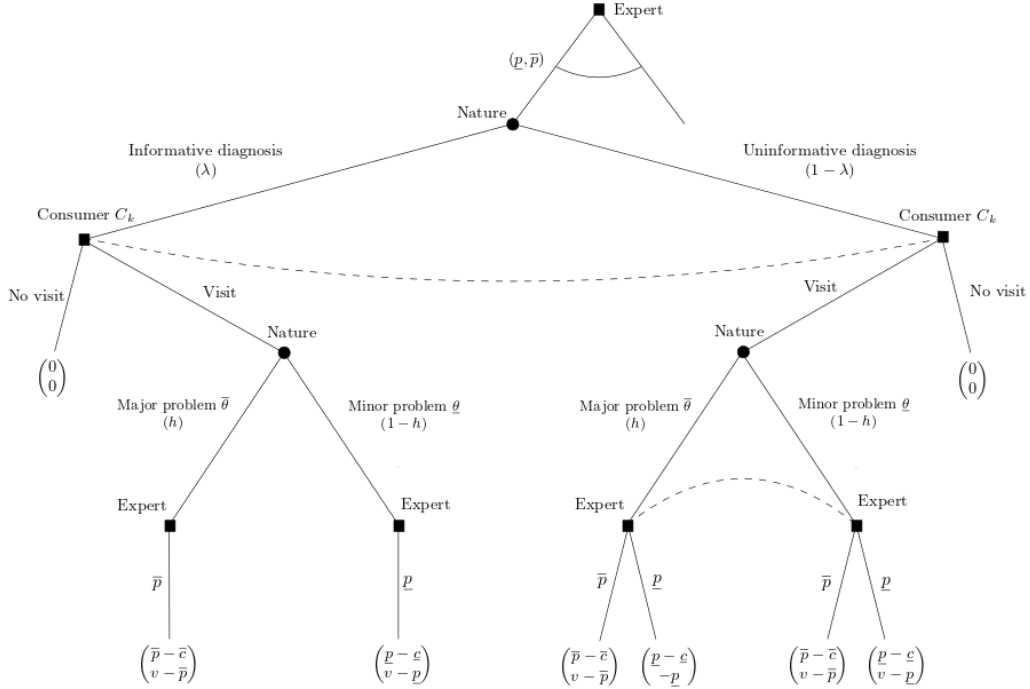 Expert
(p̲, p̅)
Nature
Informative diagnosis
(λ)
Uninformative diagnosis
(1 − λ)
Consumer Cₖ
Consumer Cₖ
No visit
Visit
Visit
No visit
Nature
Nature
(0
0)
(0
0)
Major problem θ̅
(h)
Minor problem θ̲
(1 − h)
Major problem θ̅
(h)
Minor problem θ̲
(1 − h)
Expert
Expert
Expert
Expert
p̅
p̲
p̅
p̲
p̅
p̲
(p̅ − c̅
v − p̅)
(p̲ − c̲
v − p̲)
(p̅ − c̅
v − p̅)
(p̲ − c̲
−p̲)
(p̅ − c̅
v − p̅)
(p̲ − c̲
v − p̲)